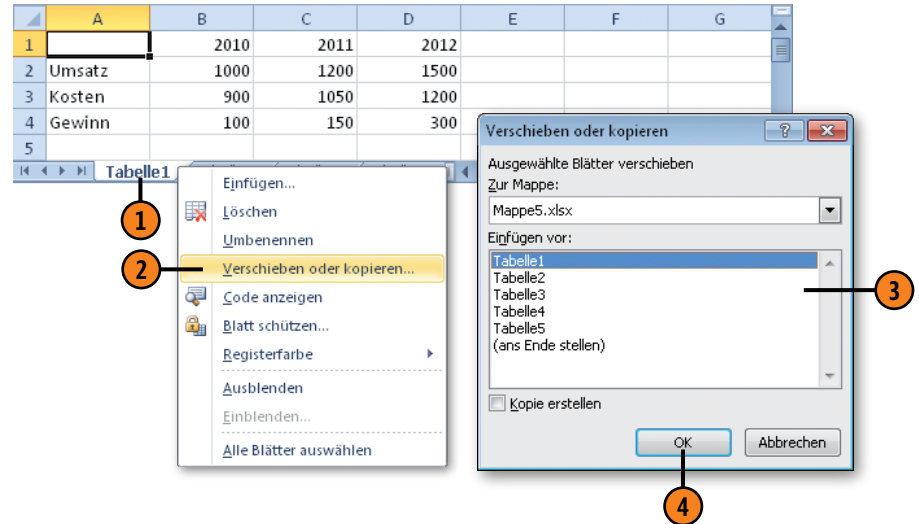 A B C D E F G
1 2010 2011 2012
2 Umsatz 1000 1200 1500
3 Kosten 900 1050 1200
4 Gewinn 100 150 300
5
Tabelle1
Einfügen...
Löschen
Umbenennen
Verschieben oder kopieren...
Code anzeigen
Blatt schützen...
Registerfarbe
Ausblenden
Einblenden...
Alle Blätter auswählen
Verschieben oder kopieren
Ausgewählte Blätter verschieben
Zur Mappe:
Mappe5.xlsx
Einfügen vor:
Tabelle1
Tabelle2
Tabelle3
Tabelle4
Tabelle5
(ans Ende stellen)
Kopie erstellen
OK Abbrechen
1
2
3
4